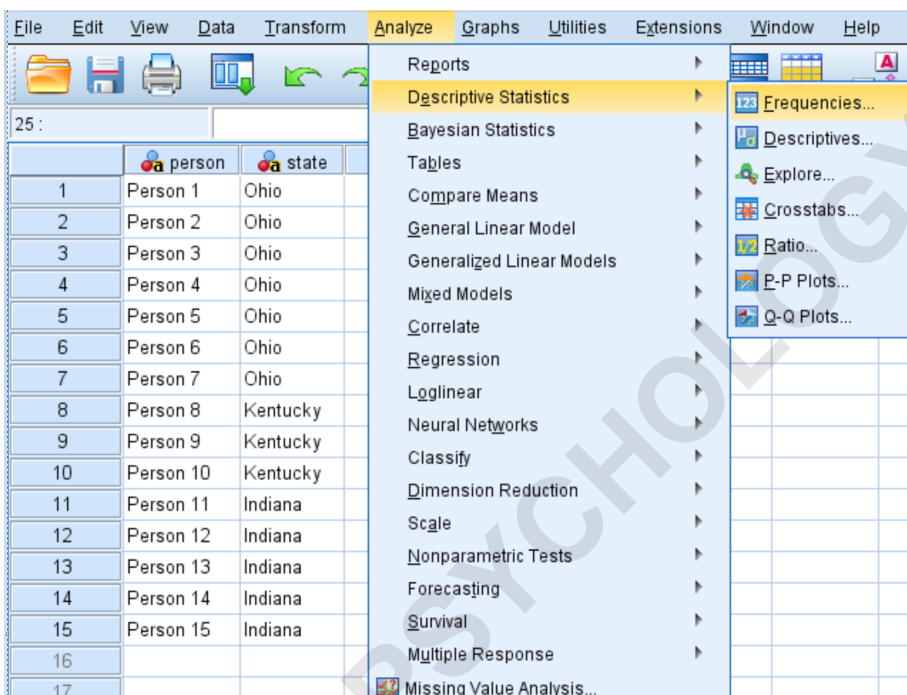 File Edit View Data Transform Analyze Graphs Utilities Extensions Window Help
25 :
person state
1 Person 1 Ohio
2 Person 2 Ohio
3 Person 3 Ohio
4 Person 4 Ohio
5 Person 5 Ohio
6 Person 6 Ohio
7 Person 7 Ohio
8 Person 8 Kentucky
9 Person 9 Kentucky
10 Person 10 Kentucky
11 Person 11 Indiana
12 Person 12 Indiana
13 Person 13 Indiana
14 Person 14 Indiana
15 Person 15 Indiana
16
17
Reports
Descriptive Statistics
Bayesian Statistics
Tables
Compare Means
General Linear Model
Generalized Linear Models
Mixed Models
Correlate
Regression
Loglinear
Neural Networks
Classify
Dimension Reduction
Scale
Nonparametric Tests
Forecasting
Survival
Multiple Response
Missing Value Analysis...
A
123 Frequencies...
Descriptives...
Explore...
Crosstabs...
1/2 Ratio...
P-P Plots...
Q-Q Plots...
PSYCHOLOGY